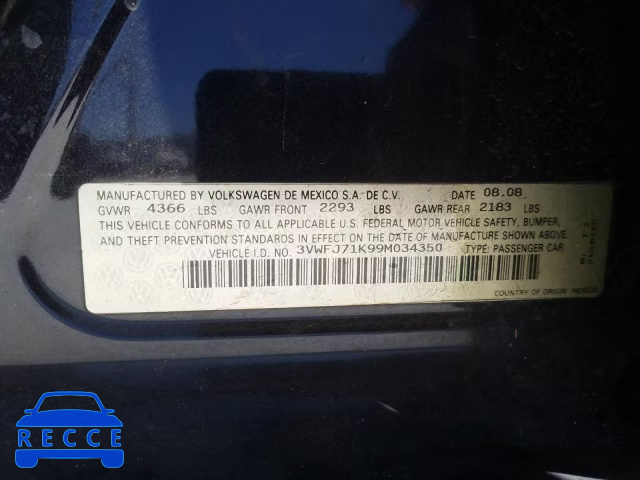 MANUFACTURED BY VOLKSWAGEN DE MEXICO S.A. DE C.V. DATE 08.08
GVWR 4366 LBS GAWR FRONT 2293 LBS GAWR REAR 2183 LBS
THIS VEHICLE CONFORMS TO ALL APPLICABLE U.S. FEDERAL MOTOR VEHICLE SAFETY, BUMPER,
AND THEFT PREVENTION STANDARDS IN EFFECT ON THE DATE OF MANUFACTURE SHOWN ABOVE.
VEHICLE I.D. NO. 3VWFJ71K99M034350 TYPE: PASSENGER CAR
COUNTRY OF ORIGIN: MEXICO
RECCE